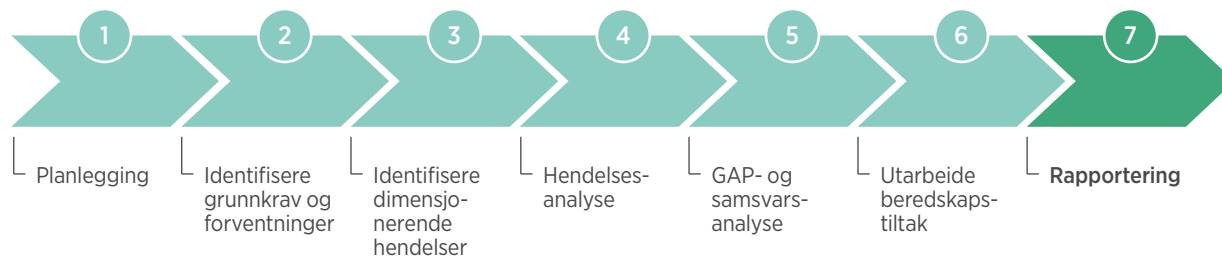 1
2
3
4
5
6
7
Planlegging
Identifisere
grunnkrav og
forventninger
Identifisere
dimensjo-
nerende
hendelser
Hendelses-
analyse
GAP- og
samsvars-
analyse
Utarbeide
beredskaps-
tiltak
Rapportering